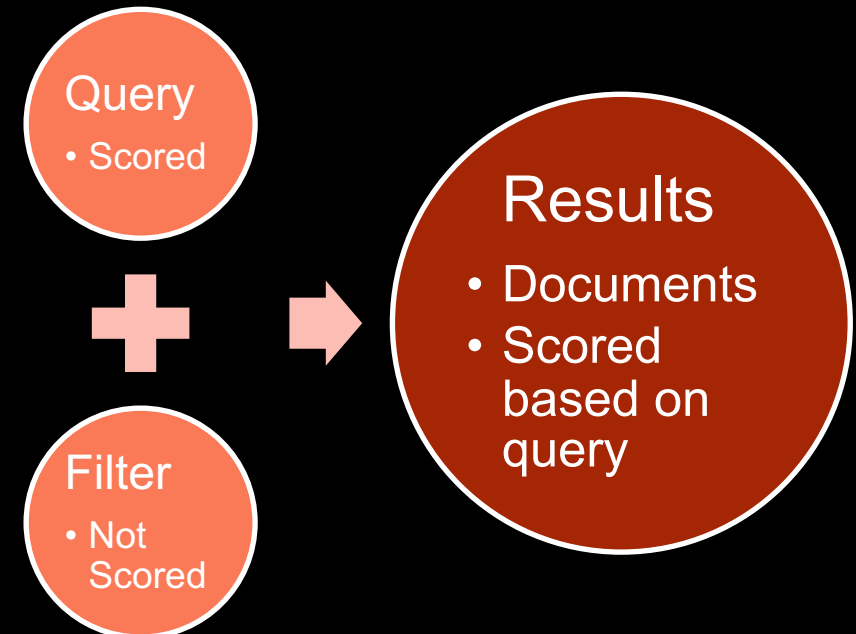 Query
• Scored
Filter
• Not
Scored
Results
• Documents
• Scored
based on
query